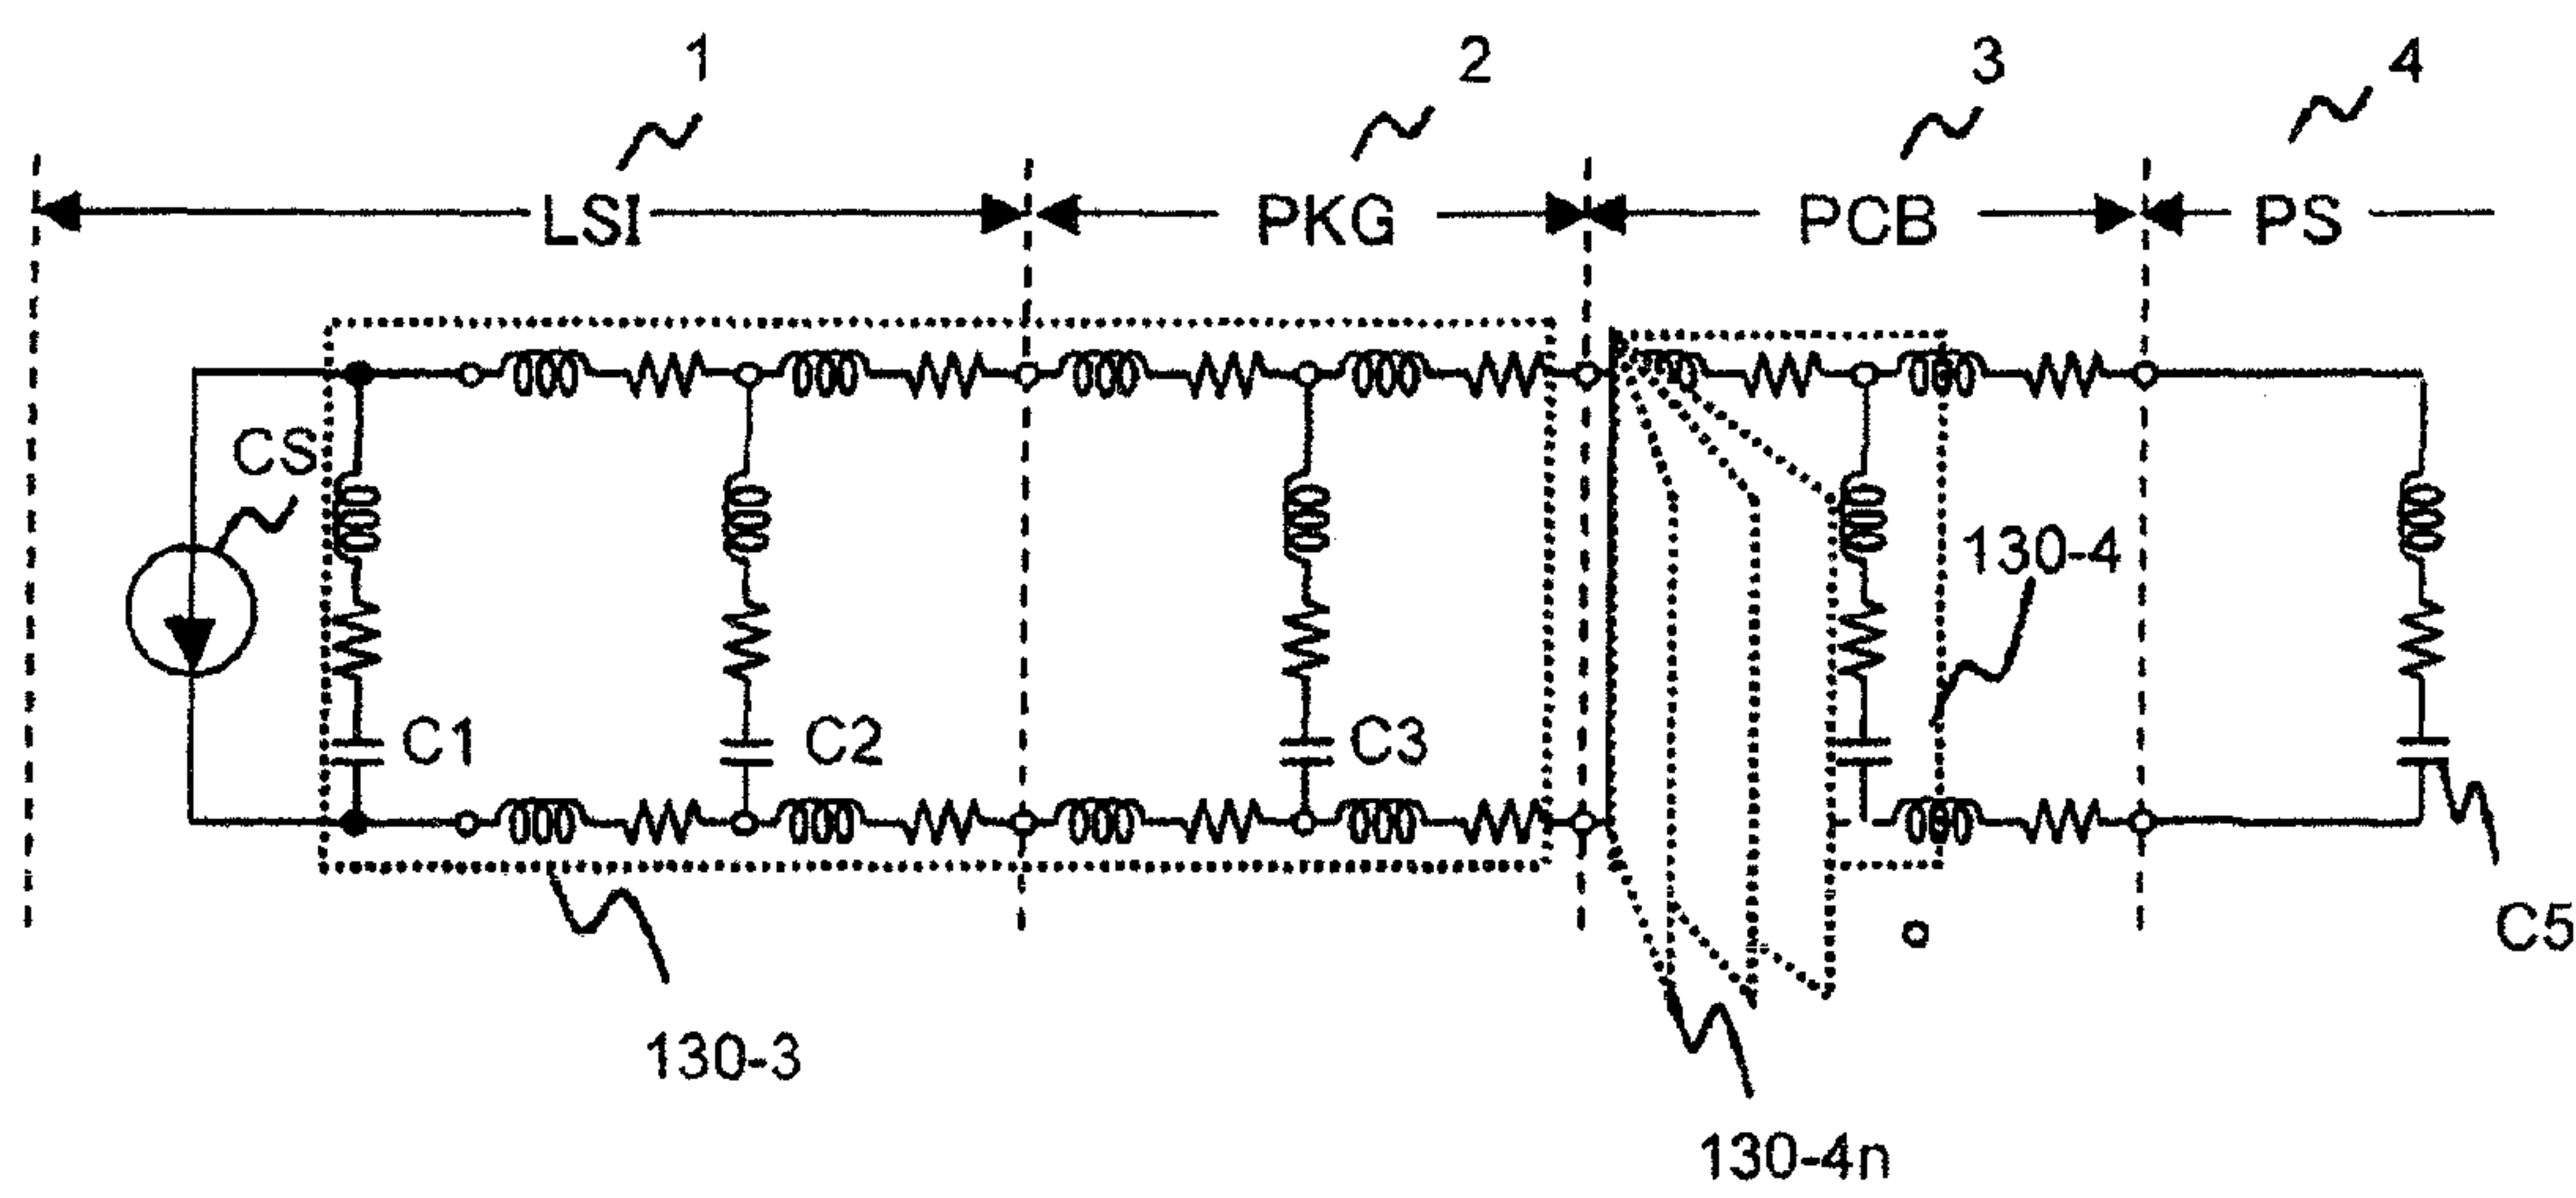 1 2 3 4
LSI PKG PCB PS
CS
130-4
C1 C2 C3
C5
130-3
130-4n